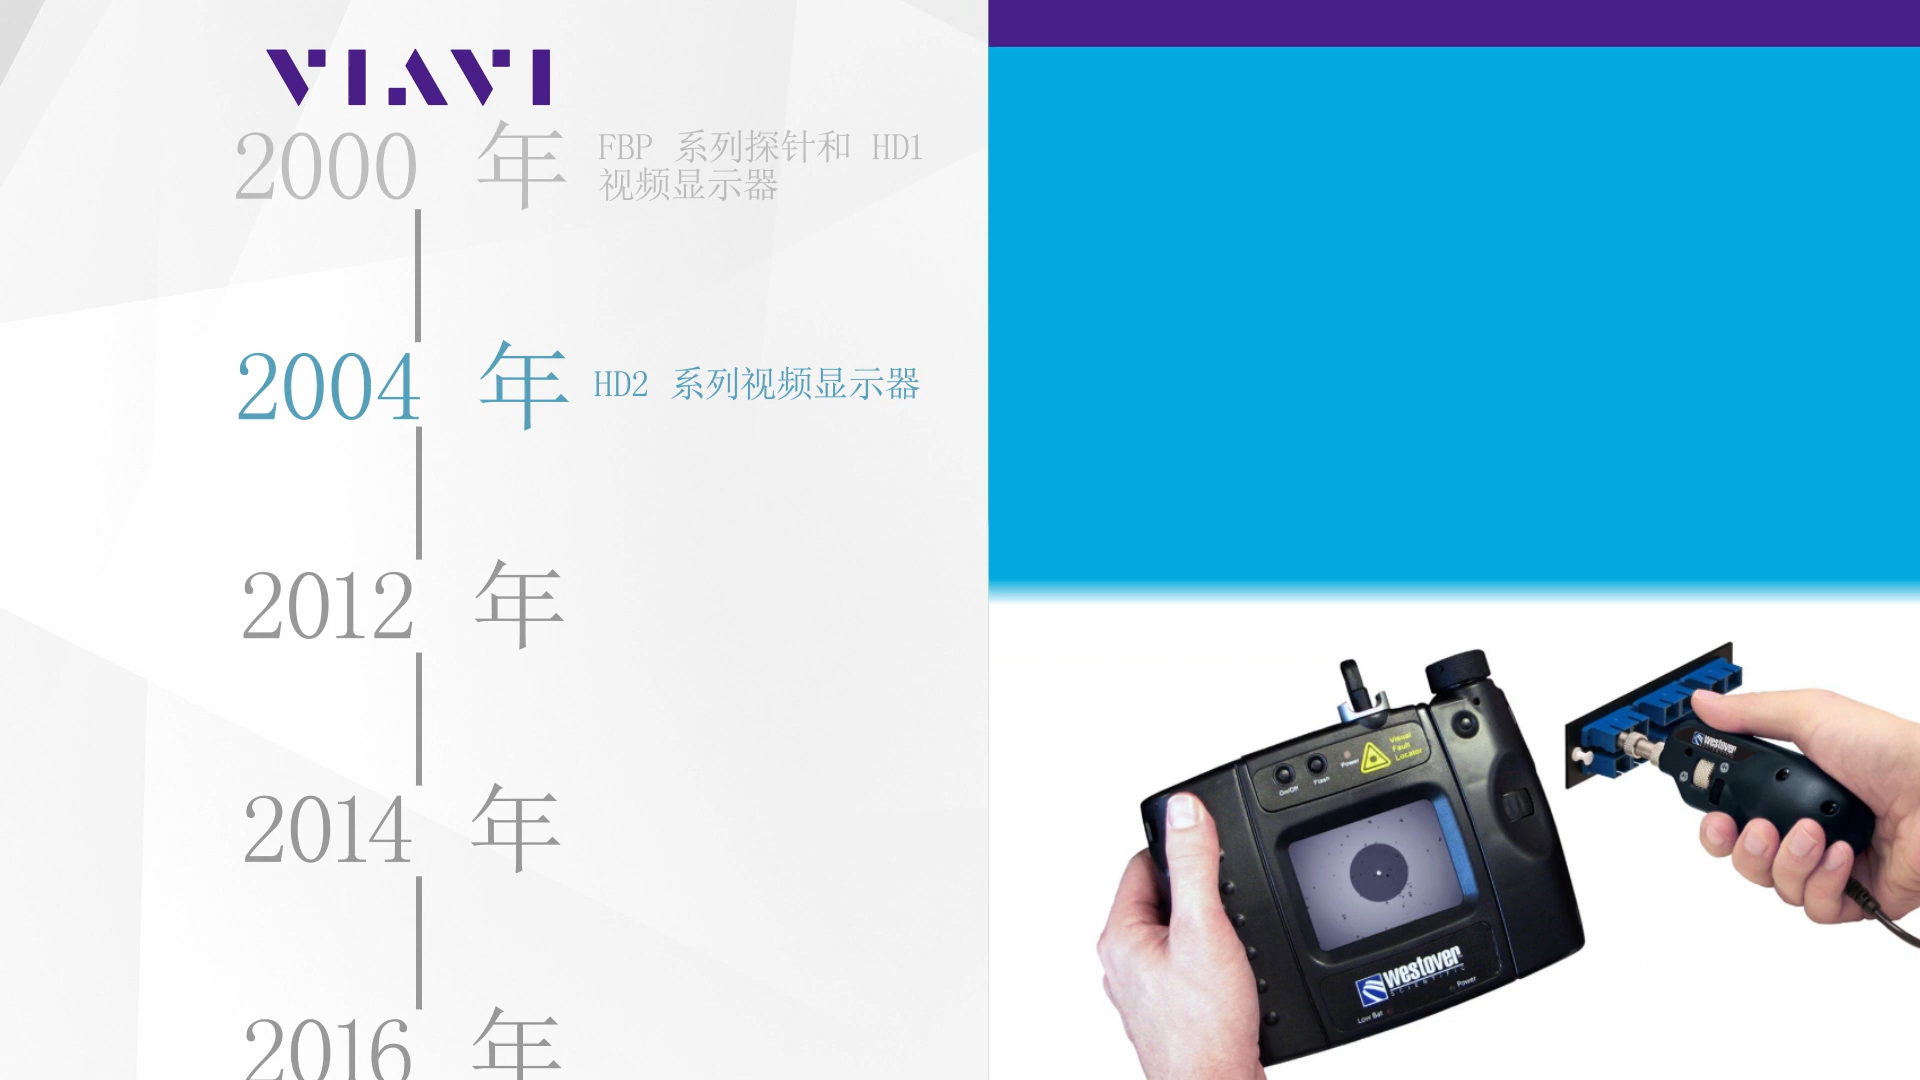 VIAVI
2000 年
FBP 系列探针和 HD1
视频显示器
2004 年
HD2 系列视频显示器
2012 年
2014 年
2016 年
Visual
Fault
Locator
Power
Flash
On/Off
westover
SCIENTIFIC
Power
Low Bat
westover